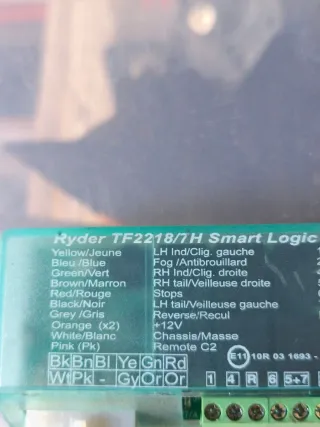 Ryder TF2218/7H Smart Logic
Yellow/Jeune LH Ind/Clig. gauche 1
Bleu /Blue Fog /Antibrouillard
Green/Vert RH Ind/Clig. droite
Brown/Marron RH tail/Veilleuse droite
Red/Rouge Stops
Black/Noir LH tail/Veilleuse gauche
Grey /Gris Reverse/Recul
Orange (x2) +12V
White/Blanc Chassis/Masse
Pink (Pk) Remote C2
Bk Bn Bl Ye Gn Rd
Wt Pk - Gy Or Or
E11 10R 03 1693 -
1 4 R 6 5+7